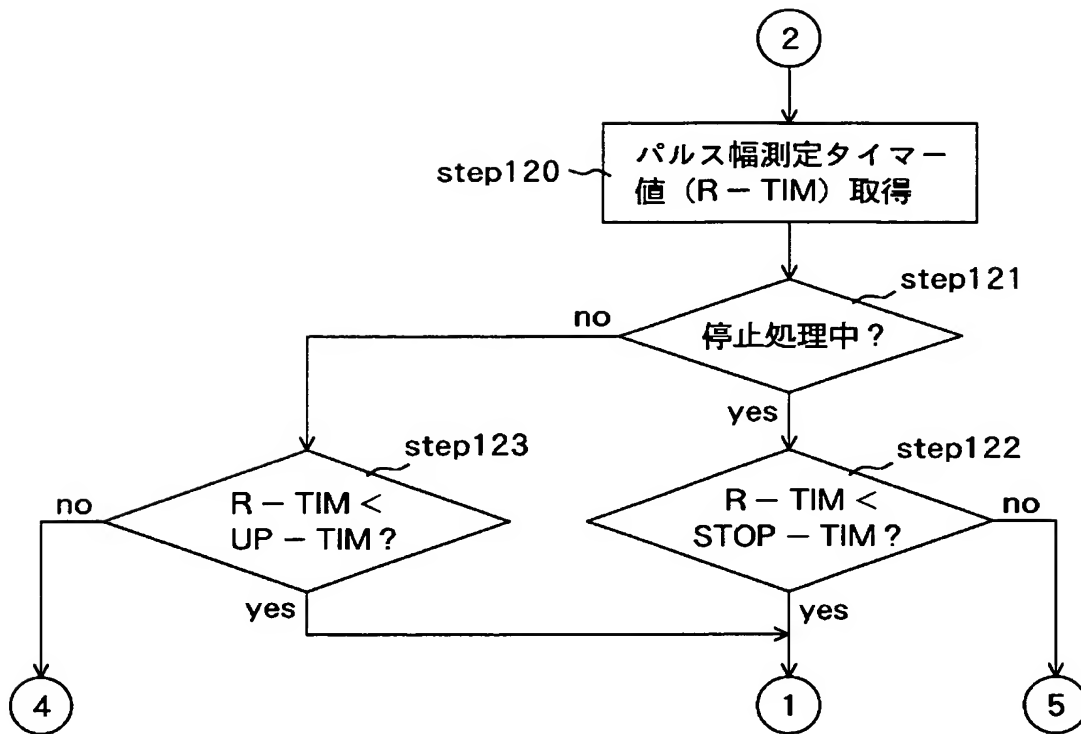 2
パルス幅測定タイマー
値（R－TIM）取得
step120
step121
停止処理中？
no
yes
step123
R－TIM＜
UP－TIM？
no
yes
step122
R－TIM＜
STOP－TIM？
no
yes
4
1
5